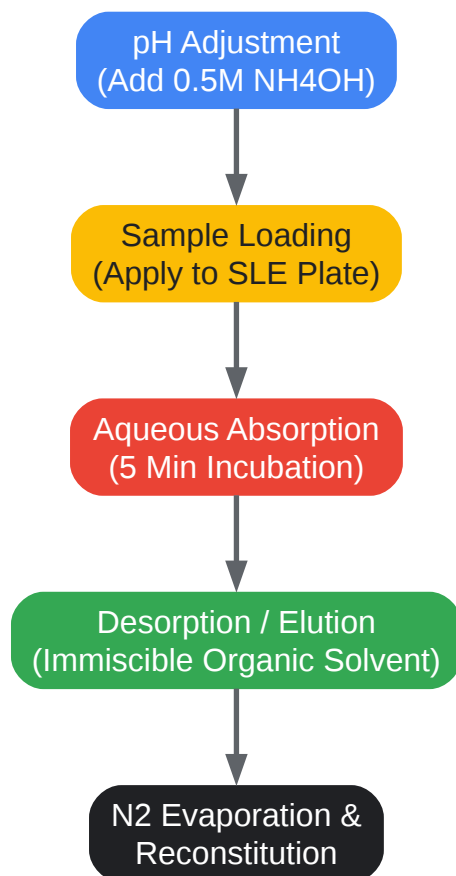 pH Adjustment
(Add 0.5M NH4OH)
Sample Loading
(Apply to SLE Plate)
Aqueous Absorption
(5 Min Incubation)
Desorption / Elution
(Immiscible Organic Solvent)
N2 Evaporation &
Reconstitution